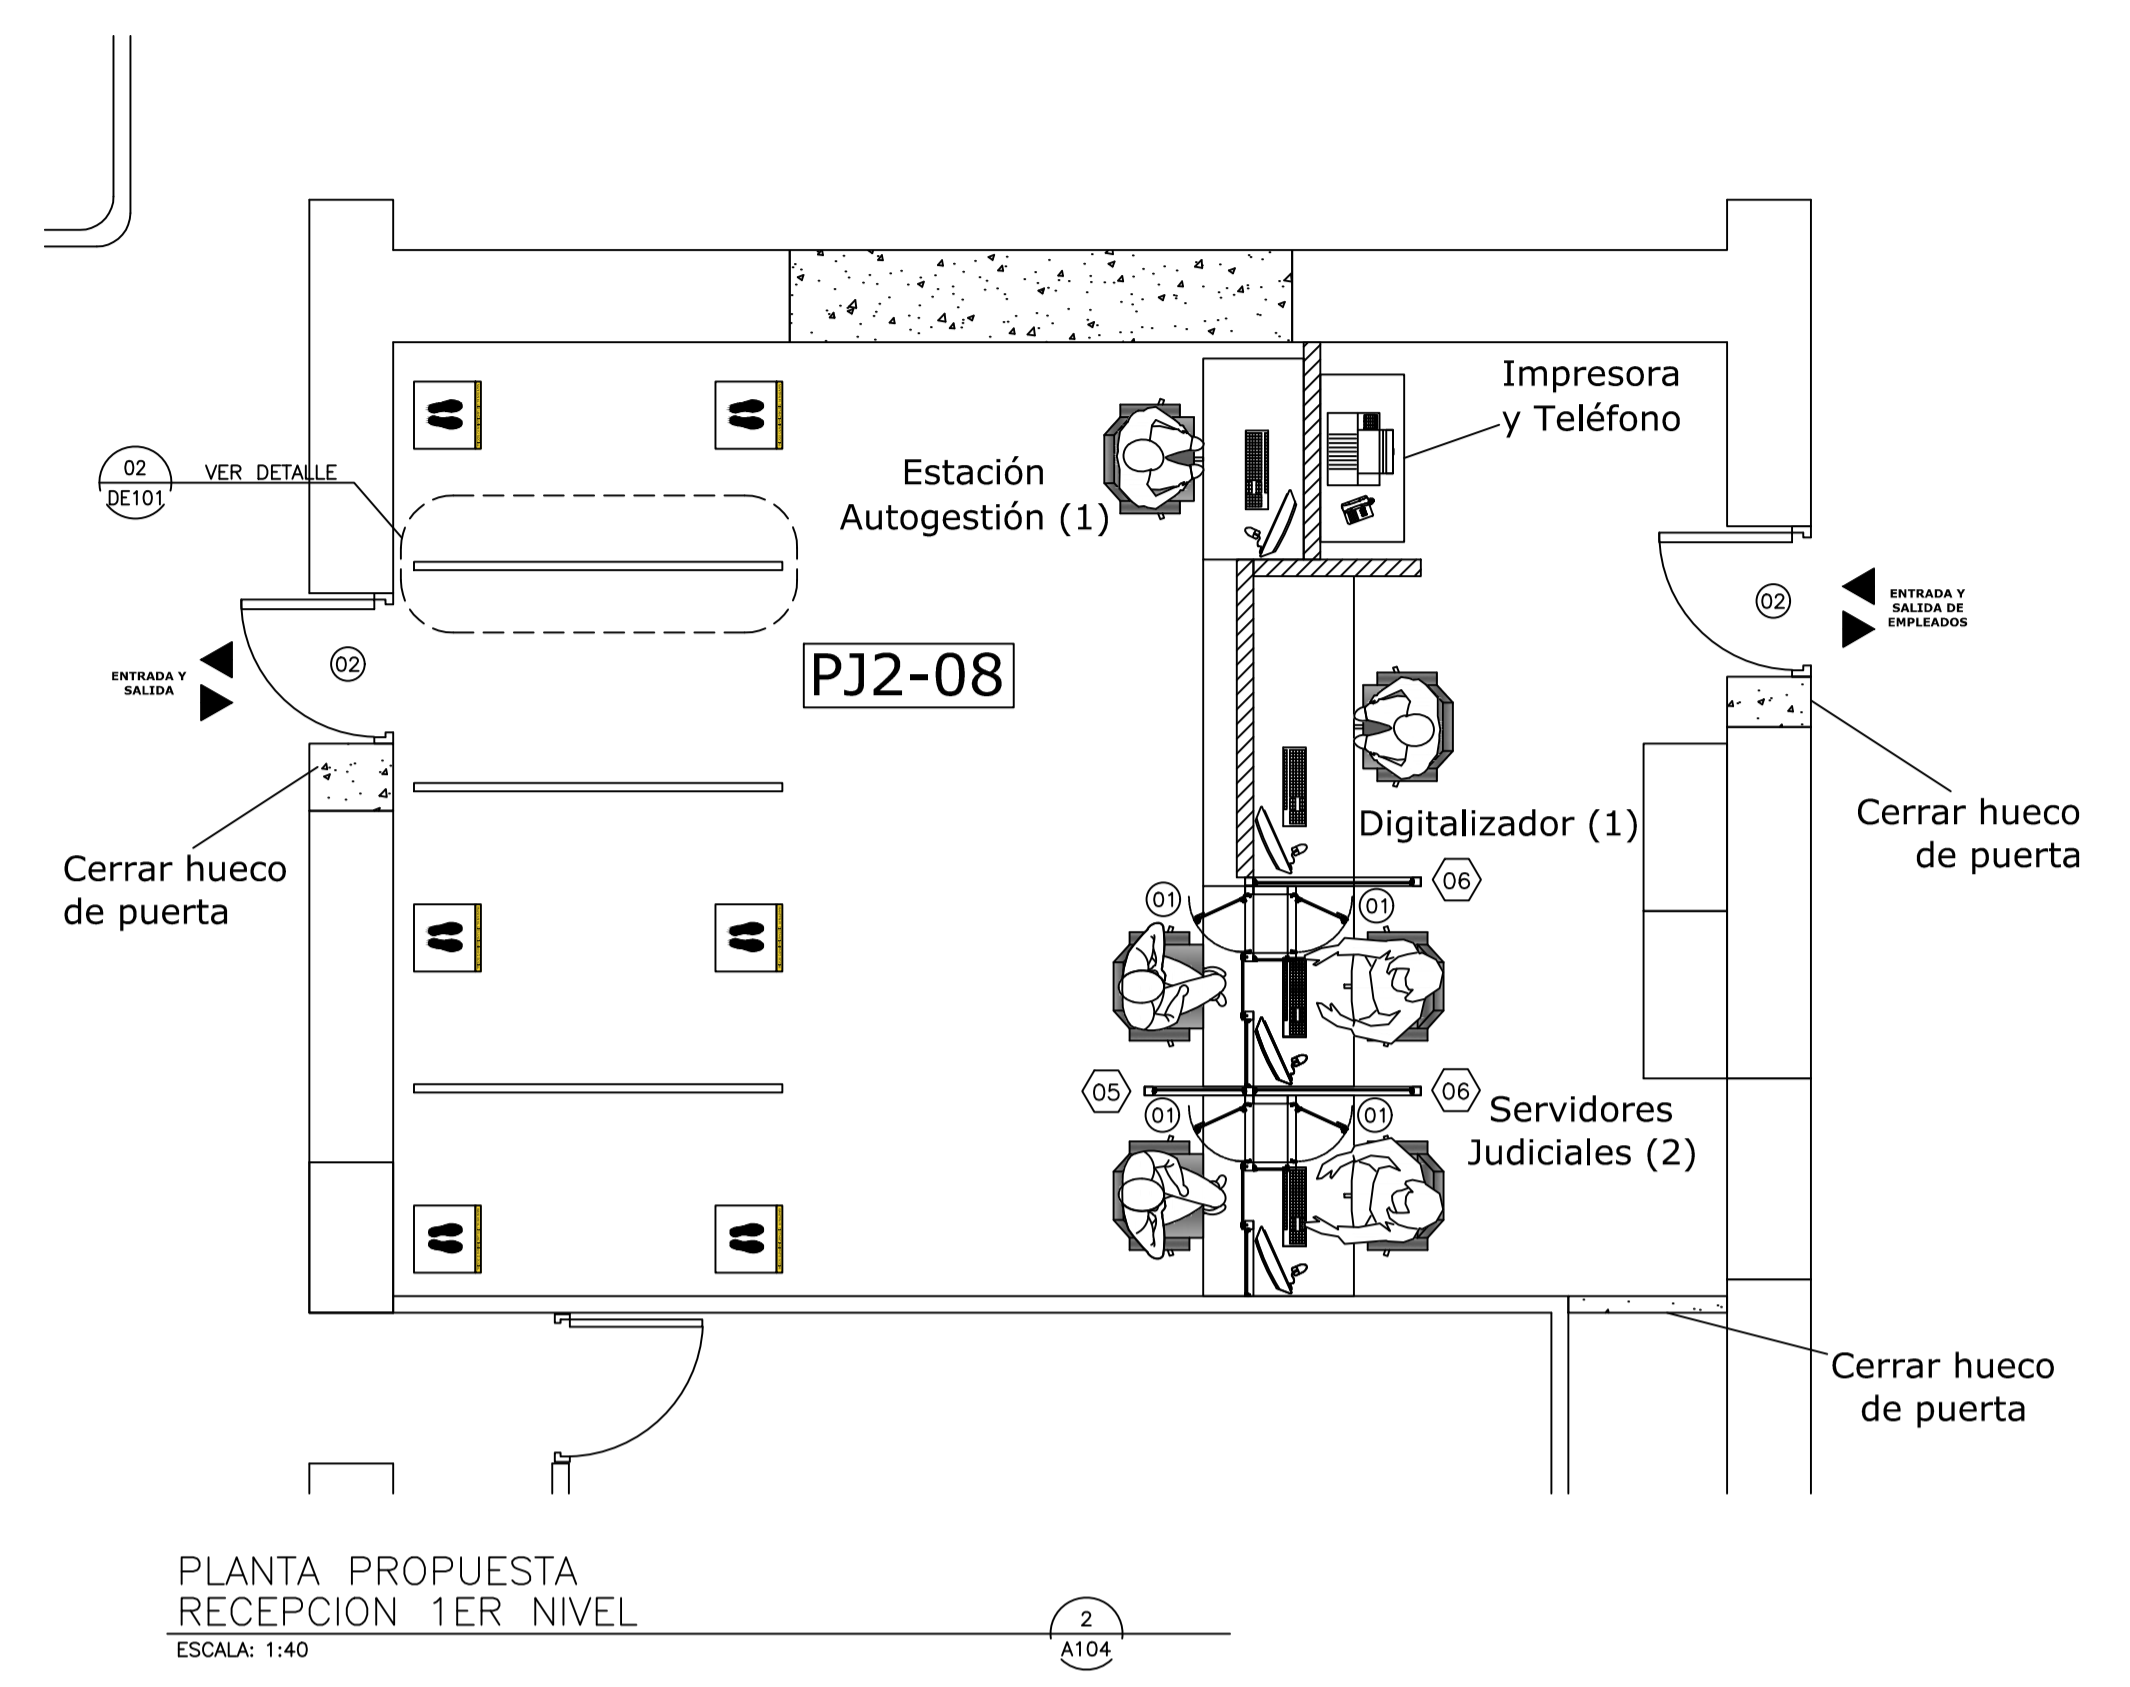 Impresora
y Teléfono
02
DE101
VER DETALLE
Estación
Autogestión (1)
02
ENTRADA Y
SALIDA DE
EMPLEADOS
ENTRADA Y
SALIDA
02
PJ2-08
Digitalizador (1)
Cerrar hueco
de puerta
Cerrar hueco
de puerta
06
01
01
05
06
01
01
Servidores
Judiciales (2)
Cerrar hueco
de puerta
PLANTA PROPUESTA
RECEPCION 1ER NIVEL
ESCALA: 1:40
2
A104